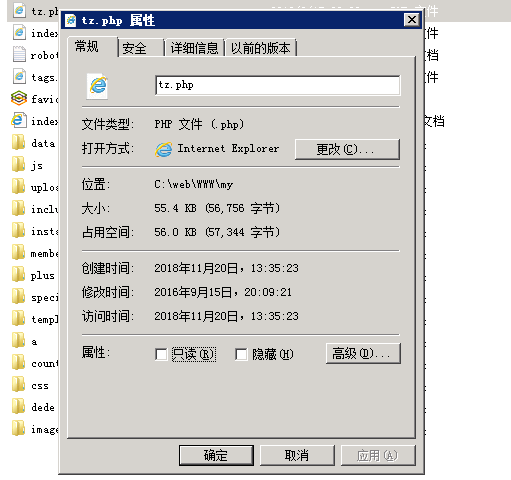 tz.php 属性
常规 安全 详细信息 以前的版本
tz.php
文件类型: PHP 文件 (.php)
打开方式: Internet Explorer 更改(C)...
位置: C:\web\WWW\my
大小: 55.4 KB (56,756 字节)
占用空间: 56.0 KB (57,344 字节)
创建时间: 2018年11月20日，13:35:23
修改时间: 2016年9月15日，20:09:21
访问时间: 2018年11月20日，13:35:23
属性: 只读(R) 隐藏(H) 高级(D)...
确定 取消 应用(A)
tz.ph
index 文件
robot 文档
tags. 文件
favic
index 文档
data
js
uploa
inclu
insta
membe
plus
speci
templ
a
count
css
dede
image